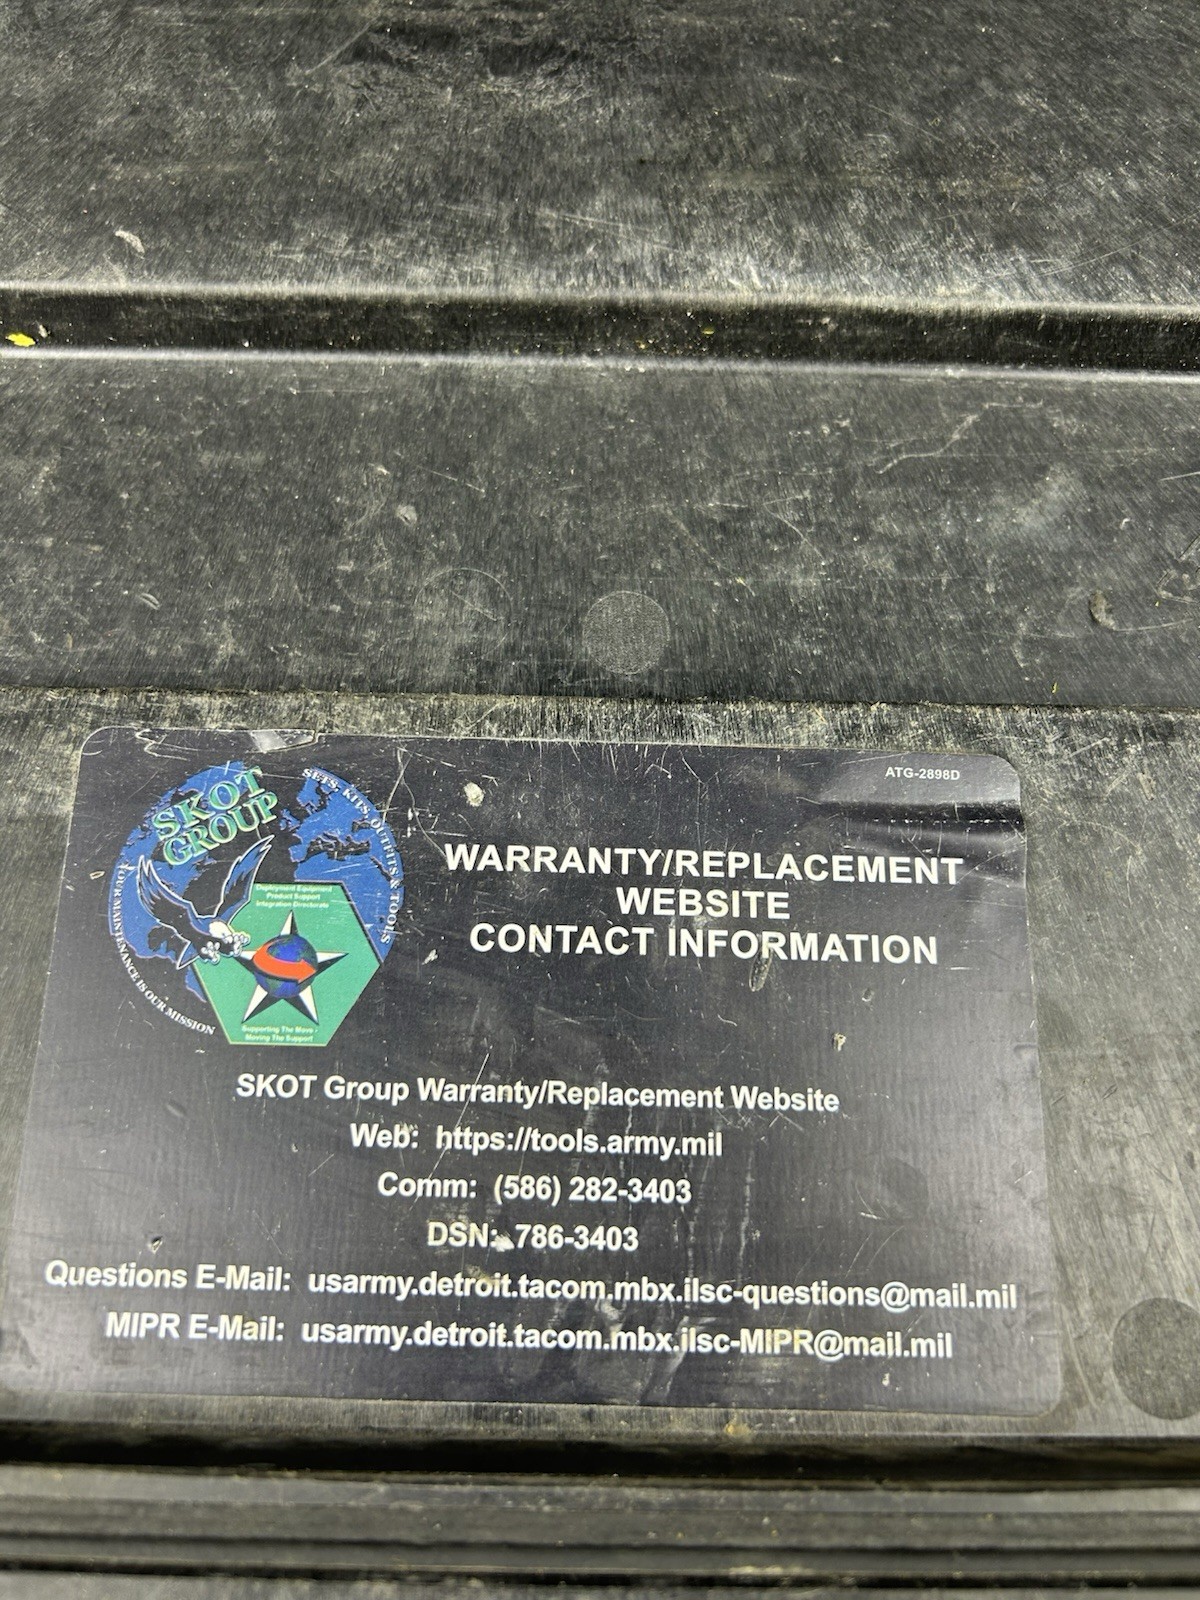 ATG-2898D
SKOT
GROUP
SETS, KITS, OUTFITS & TOOLS
YOUR MAINTENANCE IS OUR MISSION
Deployment Equipment
Product Support
Integration Directorate
Supporting The Move -
Moving The Support
WARRANTY/REPLACEMENT
WEBSITE
CONTACT INFORMATION
SKOT Group Warranty/Replacement Website
Web: https://tools.army.mil
Comm: (586) 282-3403
DSN: 786-3403
Questions E-Mail: usarmy.detroit.tacom.mbx.ilsc-questions@mail.mil
MIPR E-Mail: usarmy.detroit.tacom.mbx.ilsc-MIPR@mail.mil